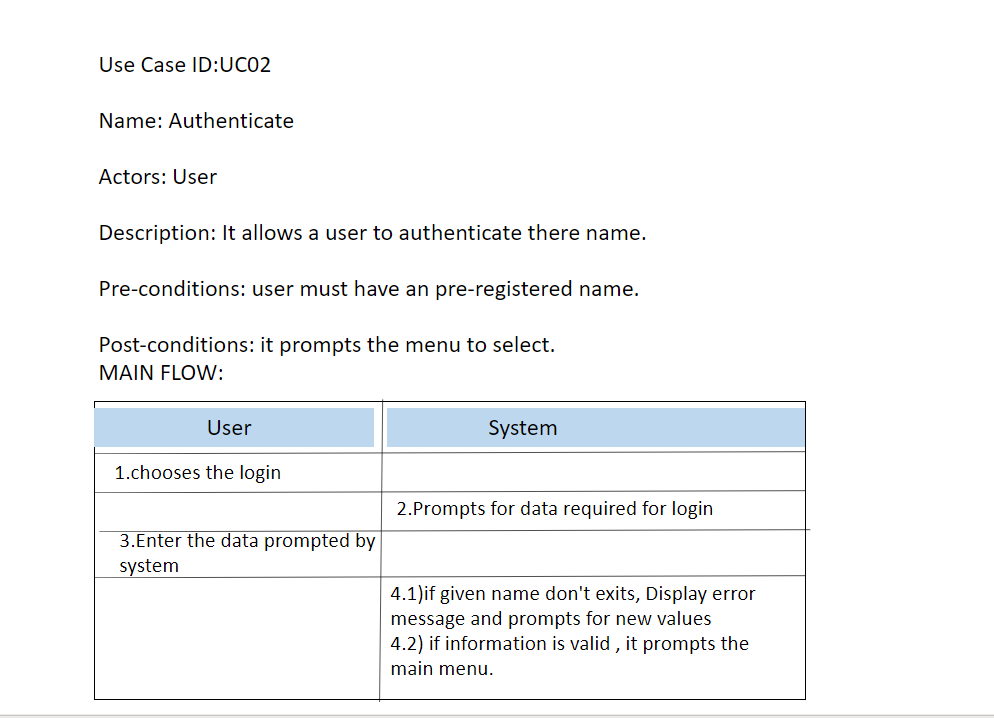 Use Case ID:UC02
Name: Authenticate
Actors: User
Description: It allows a user to authenticate there name.
Pre-conditions: user must have an pre-registered name.
Post-conditions: it prompts the menu to select.
MAIN FLOW:
User
System
1.chooses the login
2.Prompts for data required for login
3.Enter the data prompted by
system
4.1)if given name don't exits, Display error
message and prompts for new values
4.2) if information is valid , it prompts the
main menu.